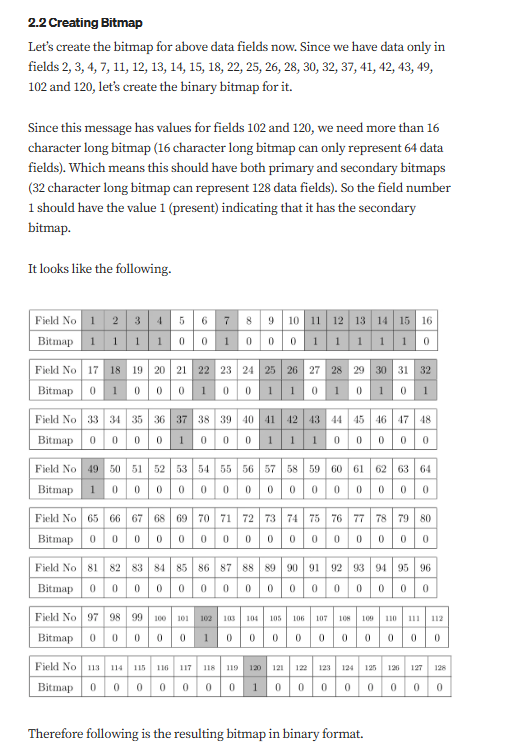 2.2 Creating Bitmap
Let's create the bitmap for above data fields now. Since we have data only in
fields 2, 3, 4, 7, 11, 12, 13, 14, 15, 18, 22, 25, 26, 28, 30, 32, 37, 41, 42, 43, 49,
102 and 120, let's create the binary bitmap for it.
Since this message has values for fields 102 and 120, we need more than 16
character long bitmap (16 character long bitmap can only represent 64 data
fields). Which means this should have both primary and secondary bitmaps
(32 character long bitmap can represent 128 data fields). So the field number
1 should have the value 1 (present) indicating that it has the secondary
bitmap.
It looks like the following.
Field No 1 2 3 4 5 6 7 8 9 10 11 12 13 14 15 16
Bitmap 1 1 1 1 0 0 1 0 0 0 1 1 1 1 1 0
Field No 17 18 19 20 21 22 23 24 25 26 27 28 29 30 31 32
Bitmap 0 1 0 0 0 1 0 0 1 1 0 1 0 1 0 1
Field No 33 34 35 36 37 38 39 40 41 42 43 44 45 46 47 48
Bitmap 0 0 0 0 1 0 0 0 1 1 1 0 0 0 0 0
Field No 49 50 51 52 53 54 55 56 57 58 59 60 61 62 63 64
Bitmap 1 0 0 0 0 0 0 0 0 0 0 0 0 0 0 0
Field No 65 66 67 68 69 70 71 72 73 74 75 76 77 78 79 80
Bitmap 0 0 0 0 0 0 0 0 0 0 0 0 0 0 0 0
Field No 81 82 83 84 85 86 87 88 89 90 91 92 93 94 95 96
Bitmap 0 0 0 0 0 0 0 0 0 0 0 0 0 0 0 0
Field No 97 98 99 100 101 102 103 104 105 106 107 108 109 110 111 112
Bitmap 0 0 0 0 0 1 0 0 0 0 0 0 0 0 0 0
Field No 113 114 115 116 117 118 119 120 121 122 123 124 125 126 127 128
Bitmap 0 0 0 0 0 0 0 1 0 0 0 0 0 0 0 0
Therefore following is the resulting bitmap in binary format.